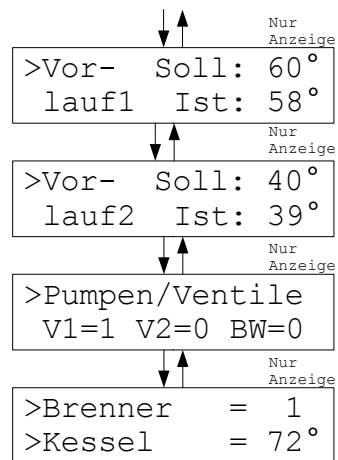 Nur
Anzeige
>Vor- Soll: 60°
lauf1 Ist: 58°
Nur
Anzeige
>Vor- Soll: 40°
lauf2 Ist: 39°
Nur
Anzeige
>Pumpen/Ventile
V1=1 V2=0 BW=0
Nur
Anzeige
>Brenner = 1
>Kessel = 72°